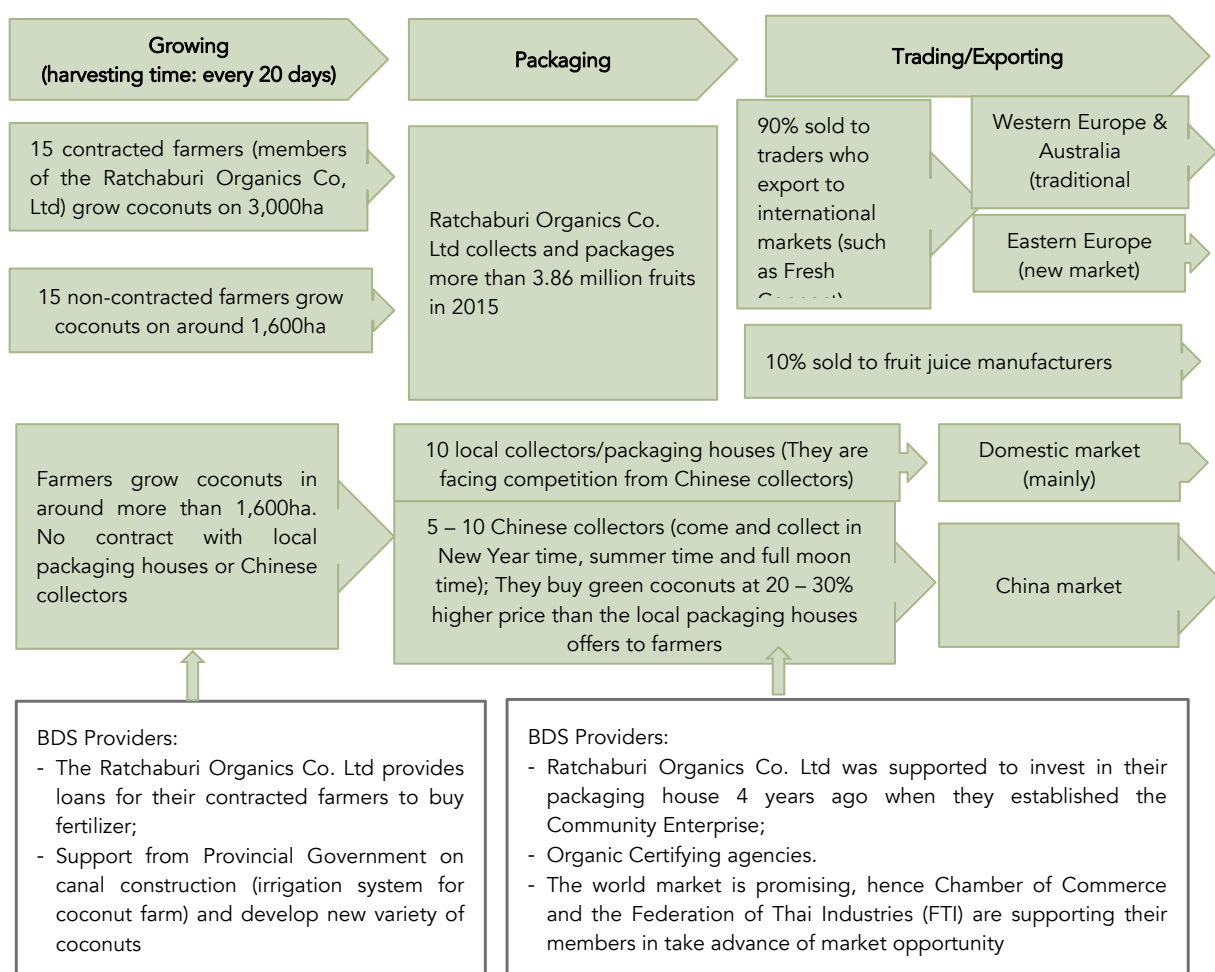 Growing
(harvesting time: every 20 days)
Packaging
Trading/Exporting
15 contracted farmers (members
of the Ratchaburi Organics Co,
Ltd) grow coconuts on 3,000ha
15 non-contracted farmers grow
coconuts on around 1,600ha
Ratchaburi Organics Co.
Ltd collects and packages
more than 3.86 million fruits
in 2015
90% sold to
traders who
export to
international
markets (such
as Fresh
Western Europe &
Australia
(traditional
Eastern Europe
(new market)
10% sold to fruit juice manufacturers
Farmers grow coconuts in
around more than 1,600ha.
No contract with local
packaging houses or Chinese
collectors
10 local collectors/packaging houses (They are
facing competition from Chinese collectors)
5 – 10 Chinese collectors (come and collect in
New Year time, summer time and full moon
time); They buy green coconuts at 20 – 30%
higher price than the local packaging houses
offers to farmers
Domestic market
(mainly)
China market
BDS Providers:
- The Ratchaburi Organics Co. Ltd provides
loans for their contracted farmers to buy
fertilizer;
- Support from Provincial Government on
canal construction (irrigation system for
coconut farm) and develop new variety of
coconuts
BDS Providers:
- Ratchaburi Organics Co. Ltd was supported to invest in their
packaging house 4 years ago when they established the
Community Enterprise;
- Organic Certifying agencies.
- The world market is promising, hence Chamber of Commerce
and the Federation of Thai Industries (FTI) are supporting their
members in take advance of market opportunity